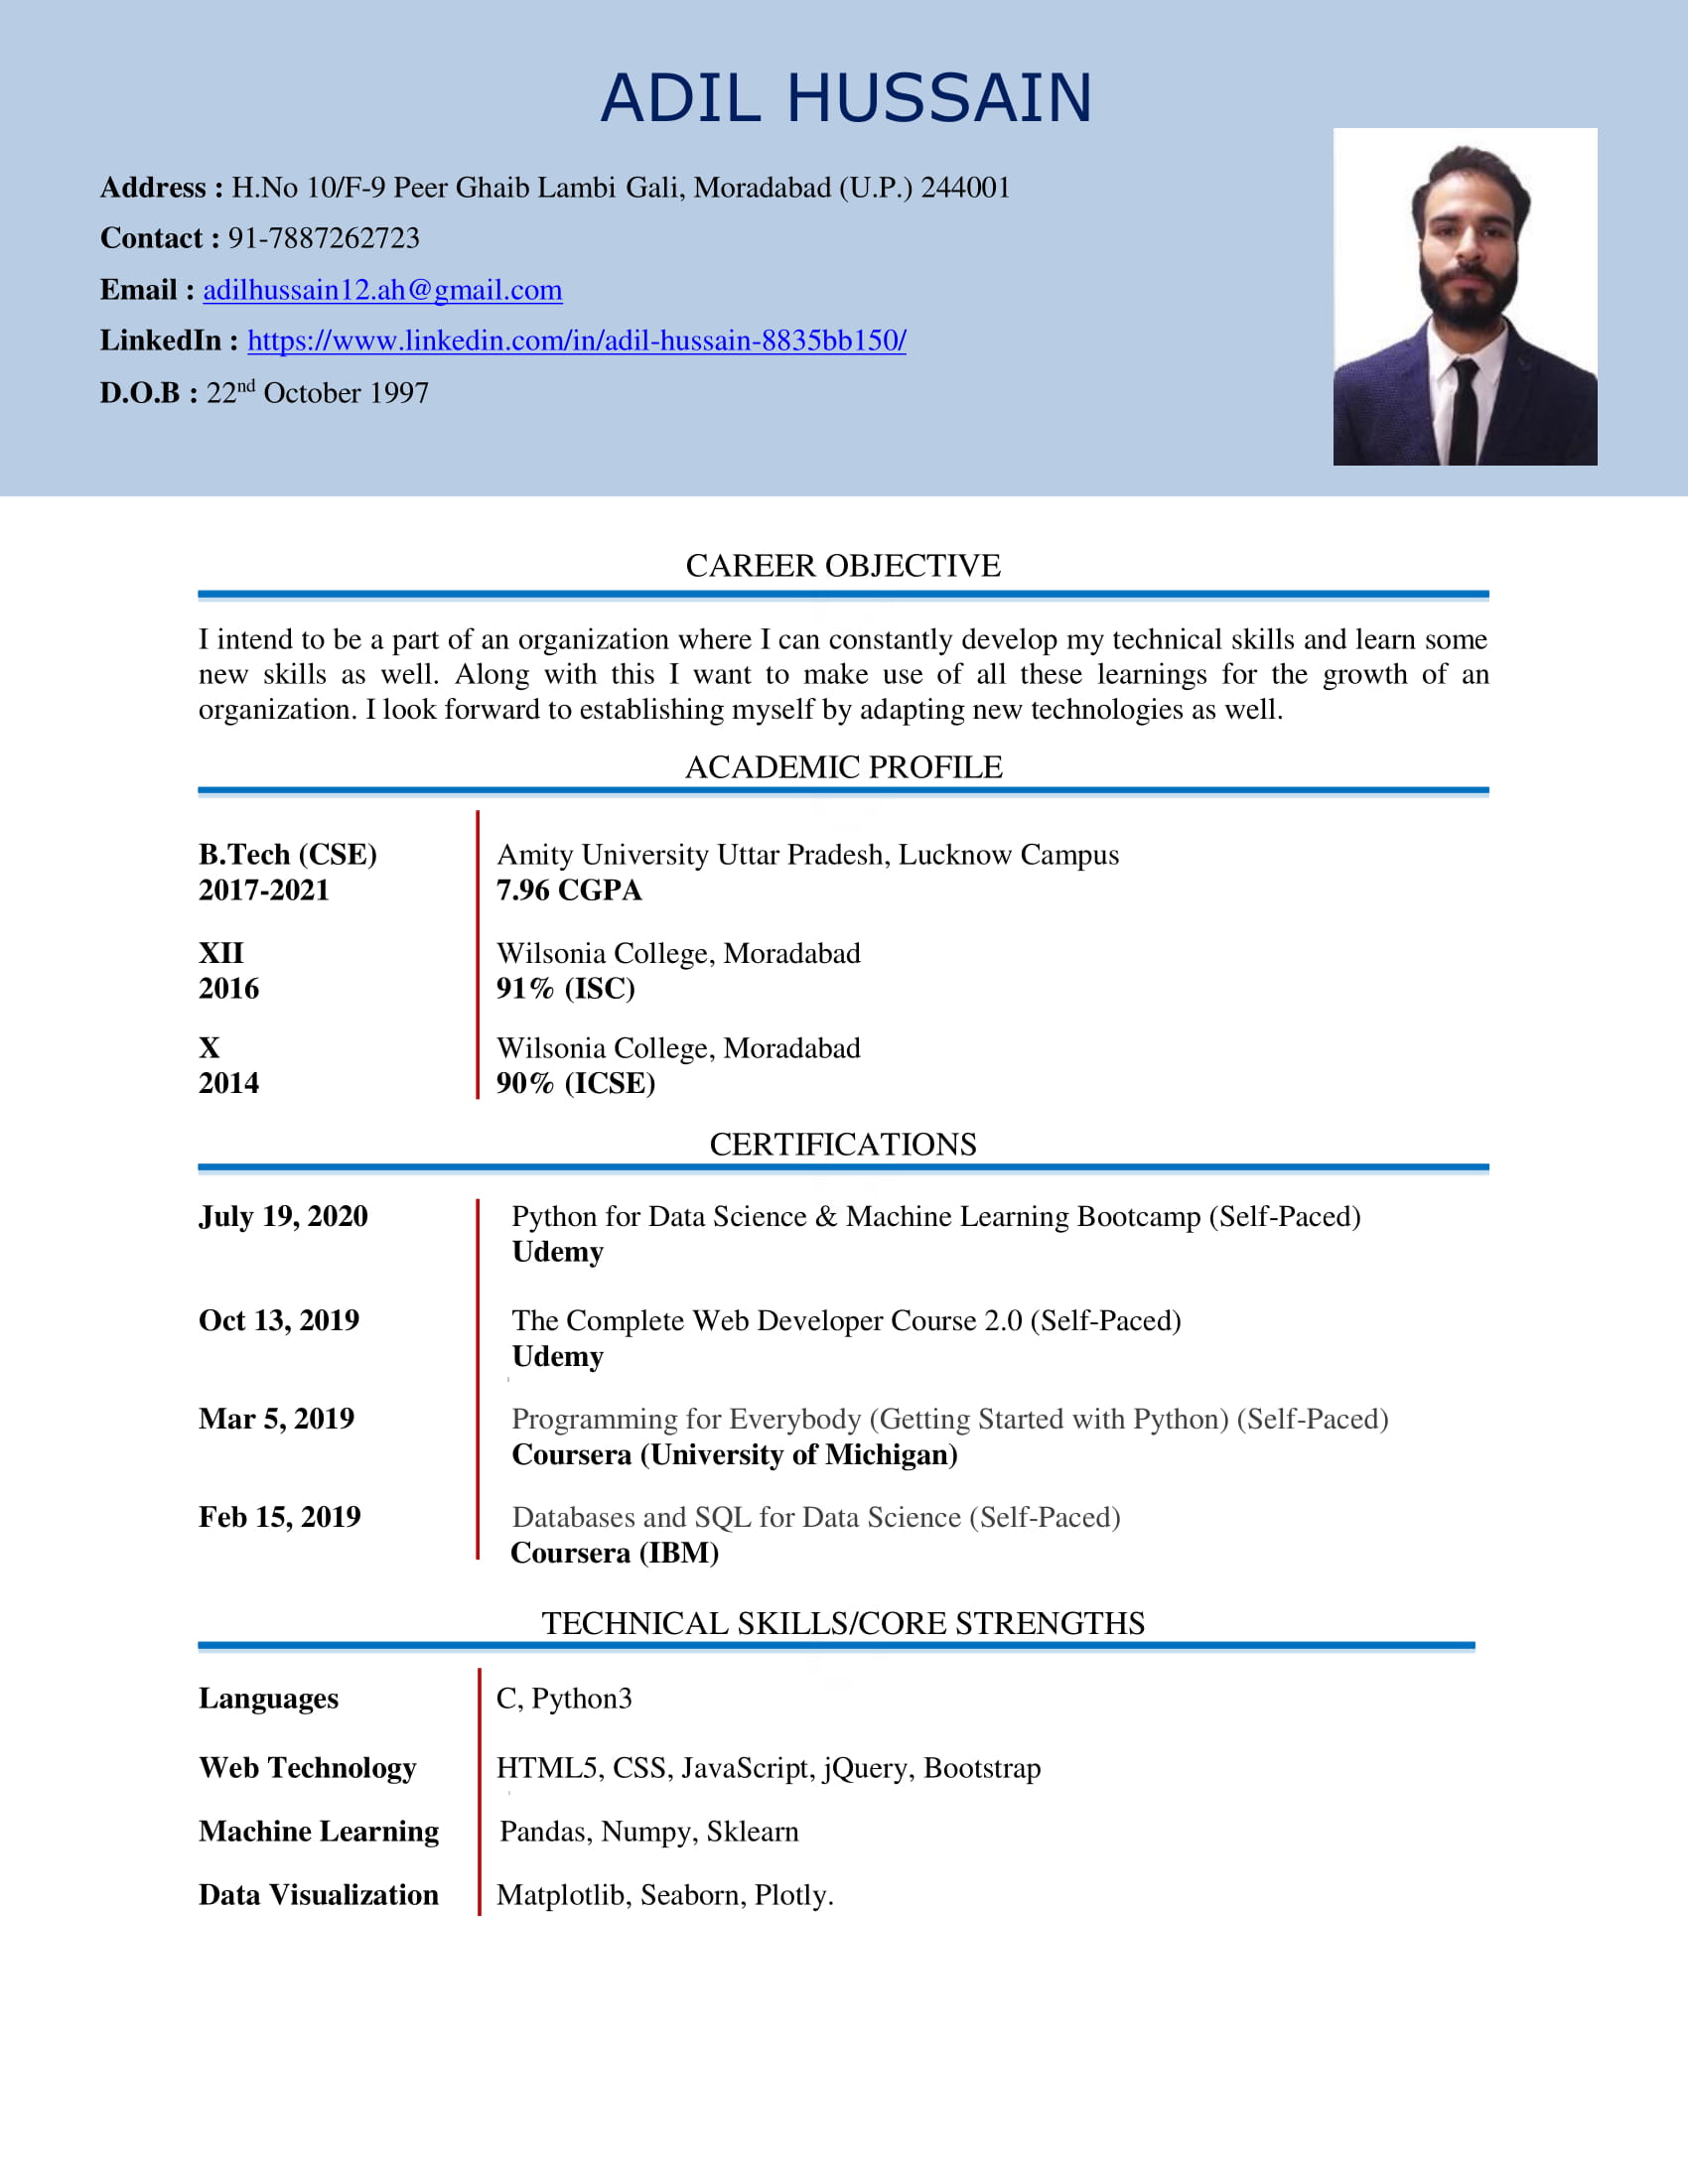 ADIL HUSSAIN
Address : H.No 10/F-9 Peer Ghaib Lambi Gali, Moradabad (U.P.) 244001
Contact : 91-7887262723
Email : adilhussain12.ah@gmail.com
LinkedIn : https://www.linkedin.com/in/adil-hussain-8835bb150/
D.O.B : 22nd October 1997
CAREER OBJECTIVE
I intend to be a part of an organization where I can constantly develop my technical skills and learn some
new skills as well. Along with this I want to make use of all these learnings for the growth of an
organization. I look forward to establishing myself by adapting new technologies as well.
ACADEMIC PROFILE
B.Tech (CSE) Amity University Uttar Pradesh, Lucknow Campus
2017-2021 7.96 CGPA
XII Wilsonia College, Moradabad
2016 91% (ISC)
X Wilsonia College, Moradabad
2014 90% (ICSE)
CERTIFICATIONS
July 19, 2020 Python for Data Science & Machine Learning Bootcamp (Self-Paced)
Udemy
Oct 13, 2019 The Complete Web Developer Course 2.0 (Self-Paced)
Udemy
Mar 5, 2019 Programming for Everybody (Getting Started with Python) (Self-Paced)
Coursera (University of Michigan)
Feb 15, 2019 Databases and SQL for Data Science (Self-Paced)
Coursera (IBM)
TECHNICAL SKILLS/CORE STRENGTHS
Languages C, Python3
Web Technology HTML5, CSS, JavaScript, jQuery, Bootstrap
Machine Learning Pandas, Numpy, Sklearn
Data Visualization Matplotlib, Seaborn, Plotly.